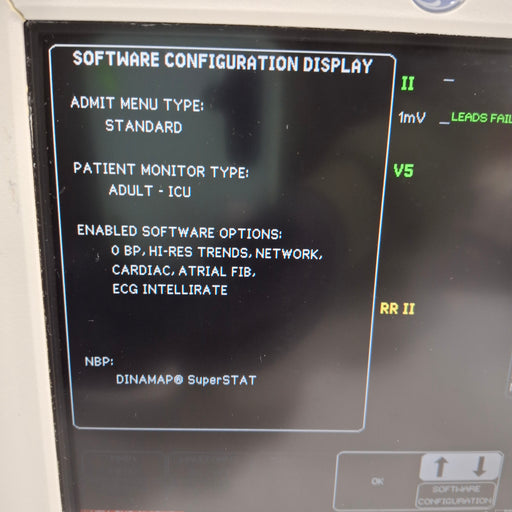 SOFTWARE CONFIGURATION DISPLAY
ADMIT MENU TYPE:
STANDARD
PATIENT MONITOR TYPE:
ADULT - ICU
ENABLED SOFTWARE OPTIONS:
0 BP, HI-RES TRENDS, NETWORK,
CARDIAC, ATRIAL FIB,
ECG INTELLIRATE
NBP:
DINAMAP® SuperSTAT
II
1mV
LEADS FAIL
V5
RR II
OK
SOFTWARE
CONFIGURATION